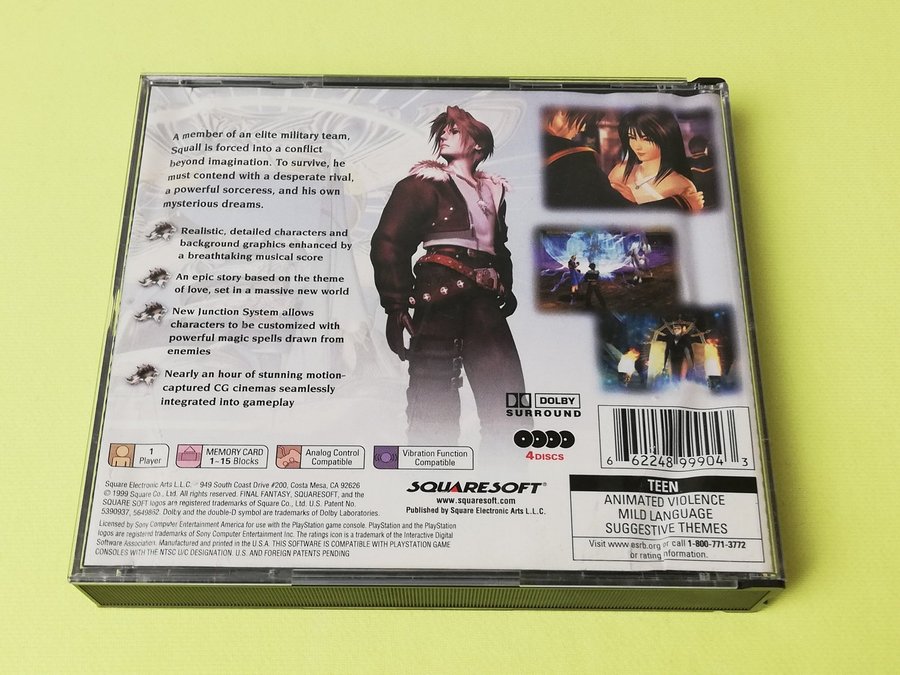 A member of an elite military team,
Squall is forced into a conflict
beyond imagination. To survive, he
must contend with a desperate rival,
a powerful sorceress, and his own
mysterious dreams.
Realistic, detailed characters and
background graphics enhanced by
a breathtaking musical score
An epic story based on the theme
of love, set in a massive new world
New Junction System allows
characters to be customized with
powerful magic spells drawn from
enemies
Nearly an hour of stunning motion-
captured CG cinemas seamlessly
integrated into gameplay
DOLBY
SURROUND
4 DISCS
6 62248 99904 3
1
Player
MEMORY CARD
1-15 Blocks
Analog Control
Compatible
Vibration Function
Compatible
SQUARESOFT®
www.squaresoft.com
Published by Square Electronic Arts L.L.C.
Square Electronic Arts L.L.C. - 949 South Coast Drive #200, Costa Mesa, CA 92626
© 1999 Square Co., Ltd. All rights reserved. FINAL FANTASY, SQUARESOFT, and the
SQUARE SOFT logos are registered trademarks of Square Co., Ltd. U.S. Patent No.
5390937, 5649862. Dolby and the double-D symbol are trademarks of Dolby Laboratories.
Licensed by Sony Computer Entertainment America for use with the PlayStation game console. PlayStation and the PlayStation
logos are registered trademarks of Sony Computer Entertainment Inc. The ratings icon is a trademark of the Interactive Digital
Software Association. Manufactured and printed in the U.S.A. THIS SOFTWARE IS COMPATIBLE WITH PLAYSTATION GAME
CONSOLES WITH THE NTSC U/C DESIGNATION. U.S. AND FOREIGN PATENTS PENDING
TEEN
ANIMATED VIOLENCE
MILD LANGUAGE
SUGGESTIVE THEMES
Visit www.esrb.org or call 1-800-771-3772
or rating information.